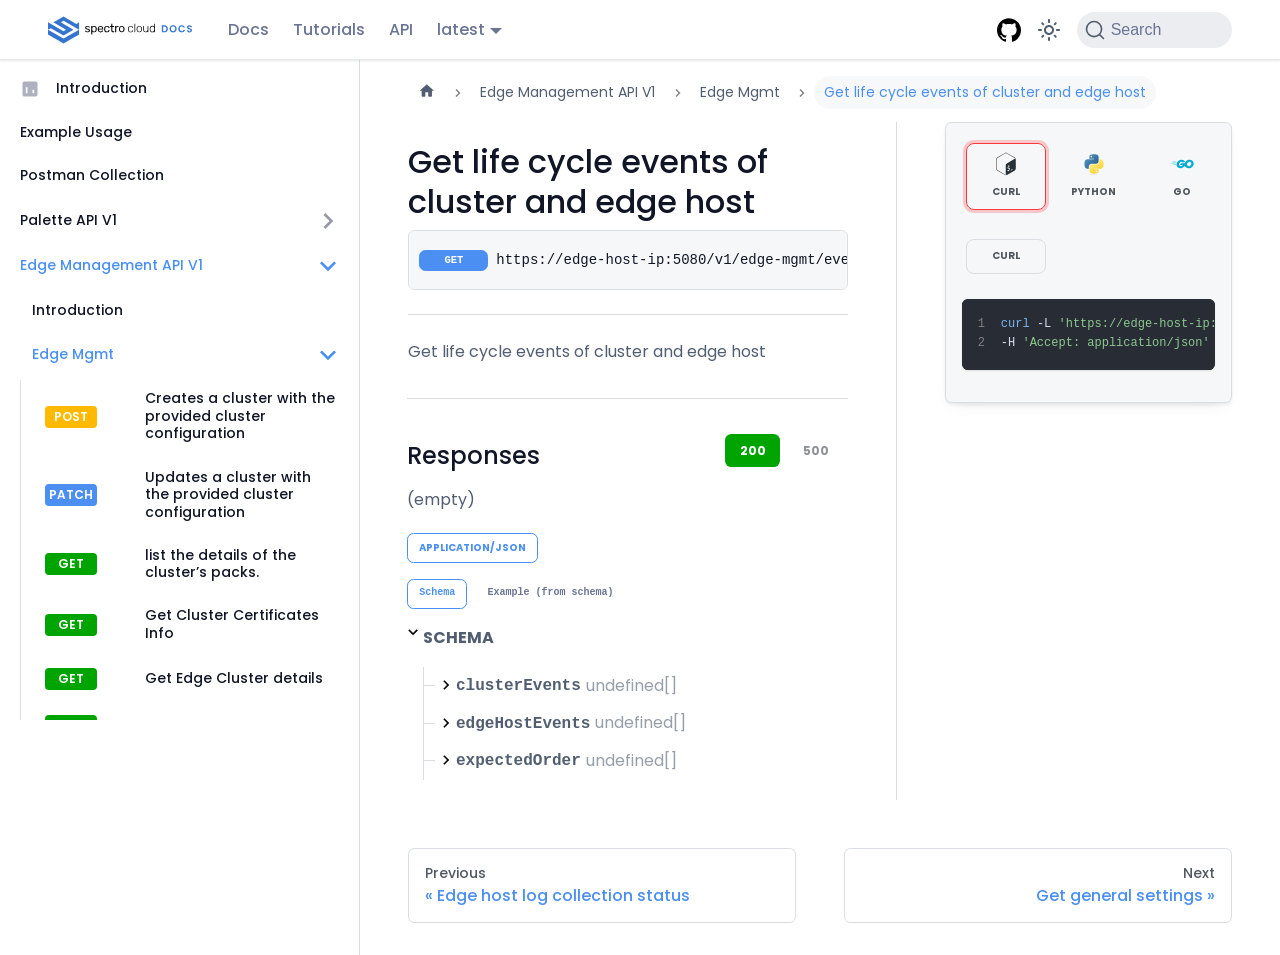 spectro cloud DOCS Docs Tutorials API latest Search
Introduction
Example Usage
Postman Collection
Palette API V1
Edge Management API V1
Introduction
Edge Mgmt
POST Creates a cluster with the
provided cluster
configuration
PATCH Updates a cluster with
the provided cluster
configuration
GET list the details of the
cluster’s packs.
GET Get Cluster Certificates
Info
GET Get Edge Cluster details
Edge Management API V1 Edge Mgmt Get life cycle events of cluster and edge host
Get life cycle events of
cluster and edge host
GET https://edge-host-ip:5080/v1/edge-mgmt/eve
Get life cycle events of cluster and edge host
Responses
200 500
(empty)
APPLICATION/JSON
Schema Example (from schema)
SCHEMA
clusterEvents undefined[]
edgeHostEvents undefined[]
expectedOrder undefined[]
CURL PYTHON GO
CURL
1 curl -L 'https://edge-host-ip:
2 -H 'Accept: application/json'
Previous
« Edge host log collection status
Next
Get general settings »